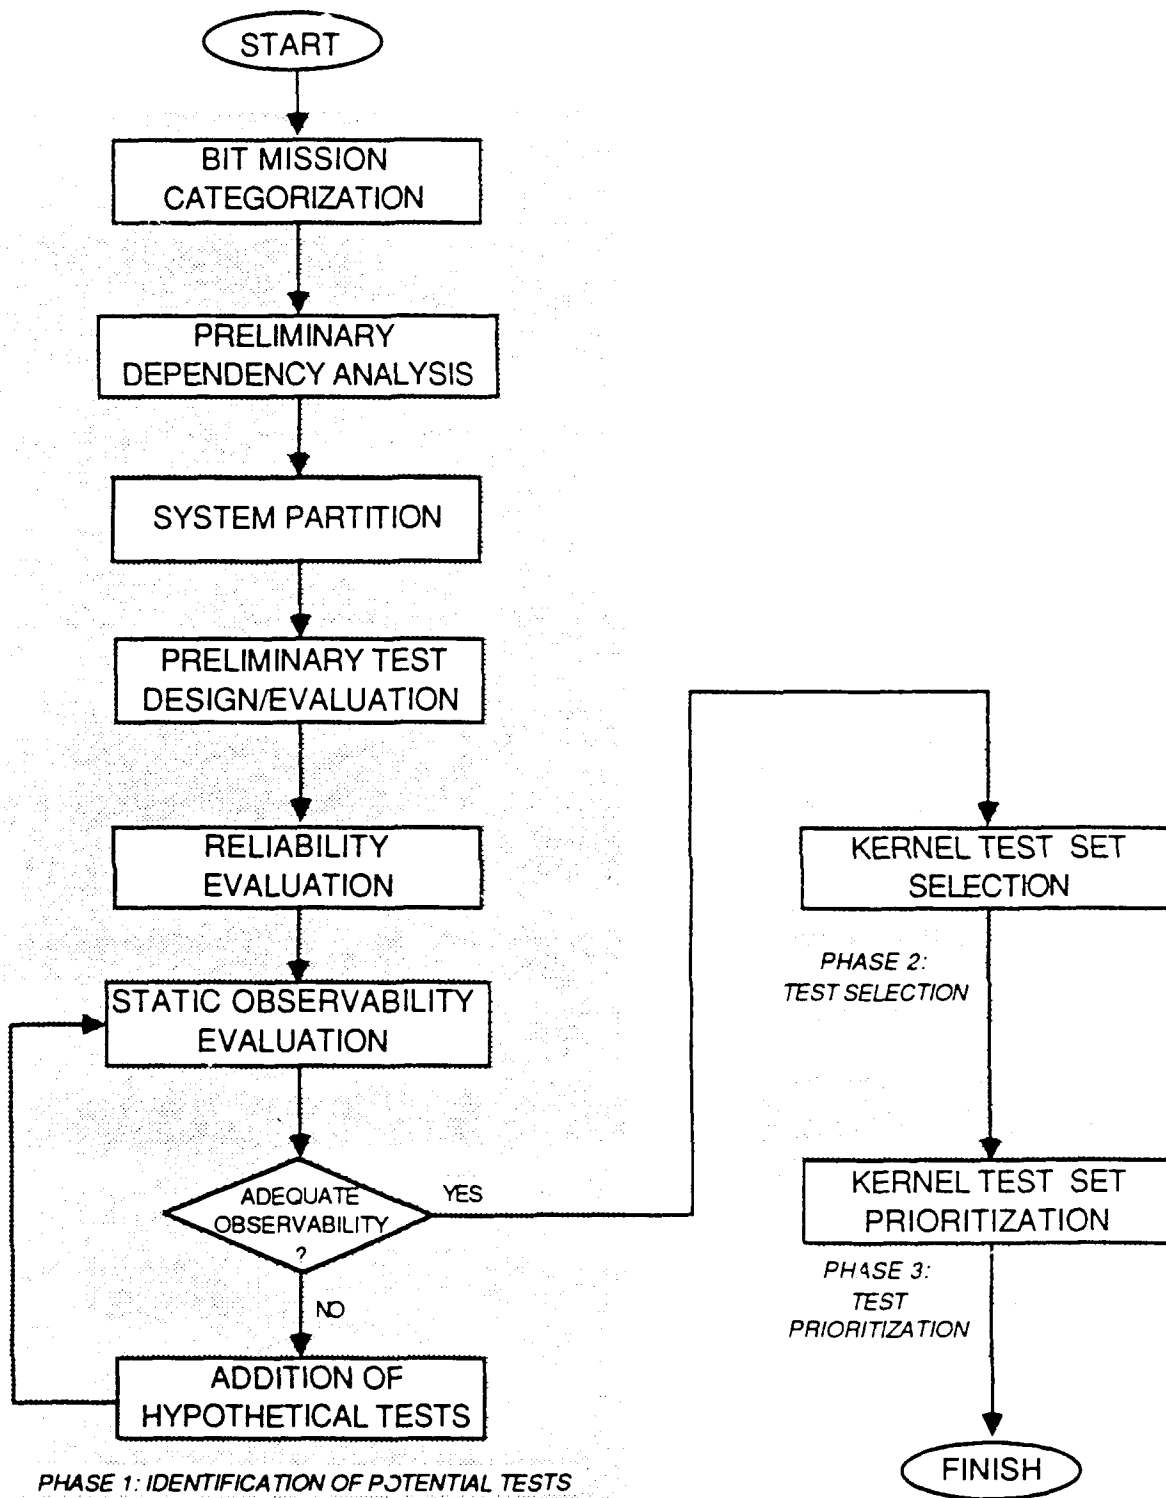 START
BIT MISSION
CATEGORIZATION
PRELIMINARY
DEPENDENCY ANALYSIS
SYSTEM PARTITION
PRELIMINARY TEST
DESIGN/EVALUATION
RELIABILITY
EVALUATION
STATIC OBSERVABILITY
EVALUATION
ADEQUATE
OBSERVABILITY
?
YES
NO
ADDITION OF
HYPOTHETICAL TESTS
PHASE 1: IDENTIFICATION OF POTENTIAL TESTS
KERNEL TEST SET
SELECTION
PHASE 2:
TEST SELECTION
KERNEL TEST SET
PRIORITIZATION
PHASE 3:
TEST
PRIORITIZATION
FINISH